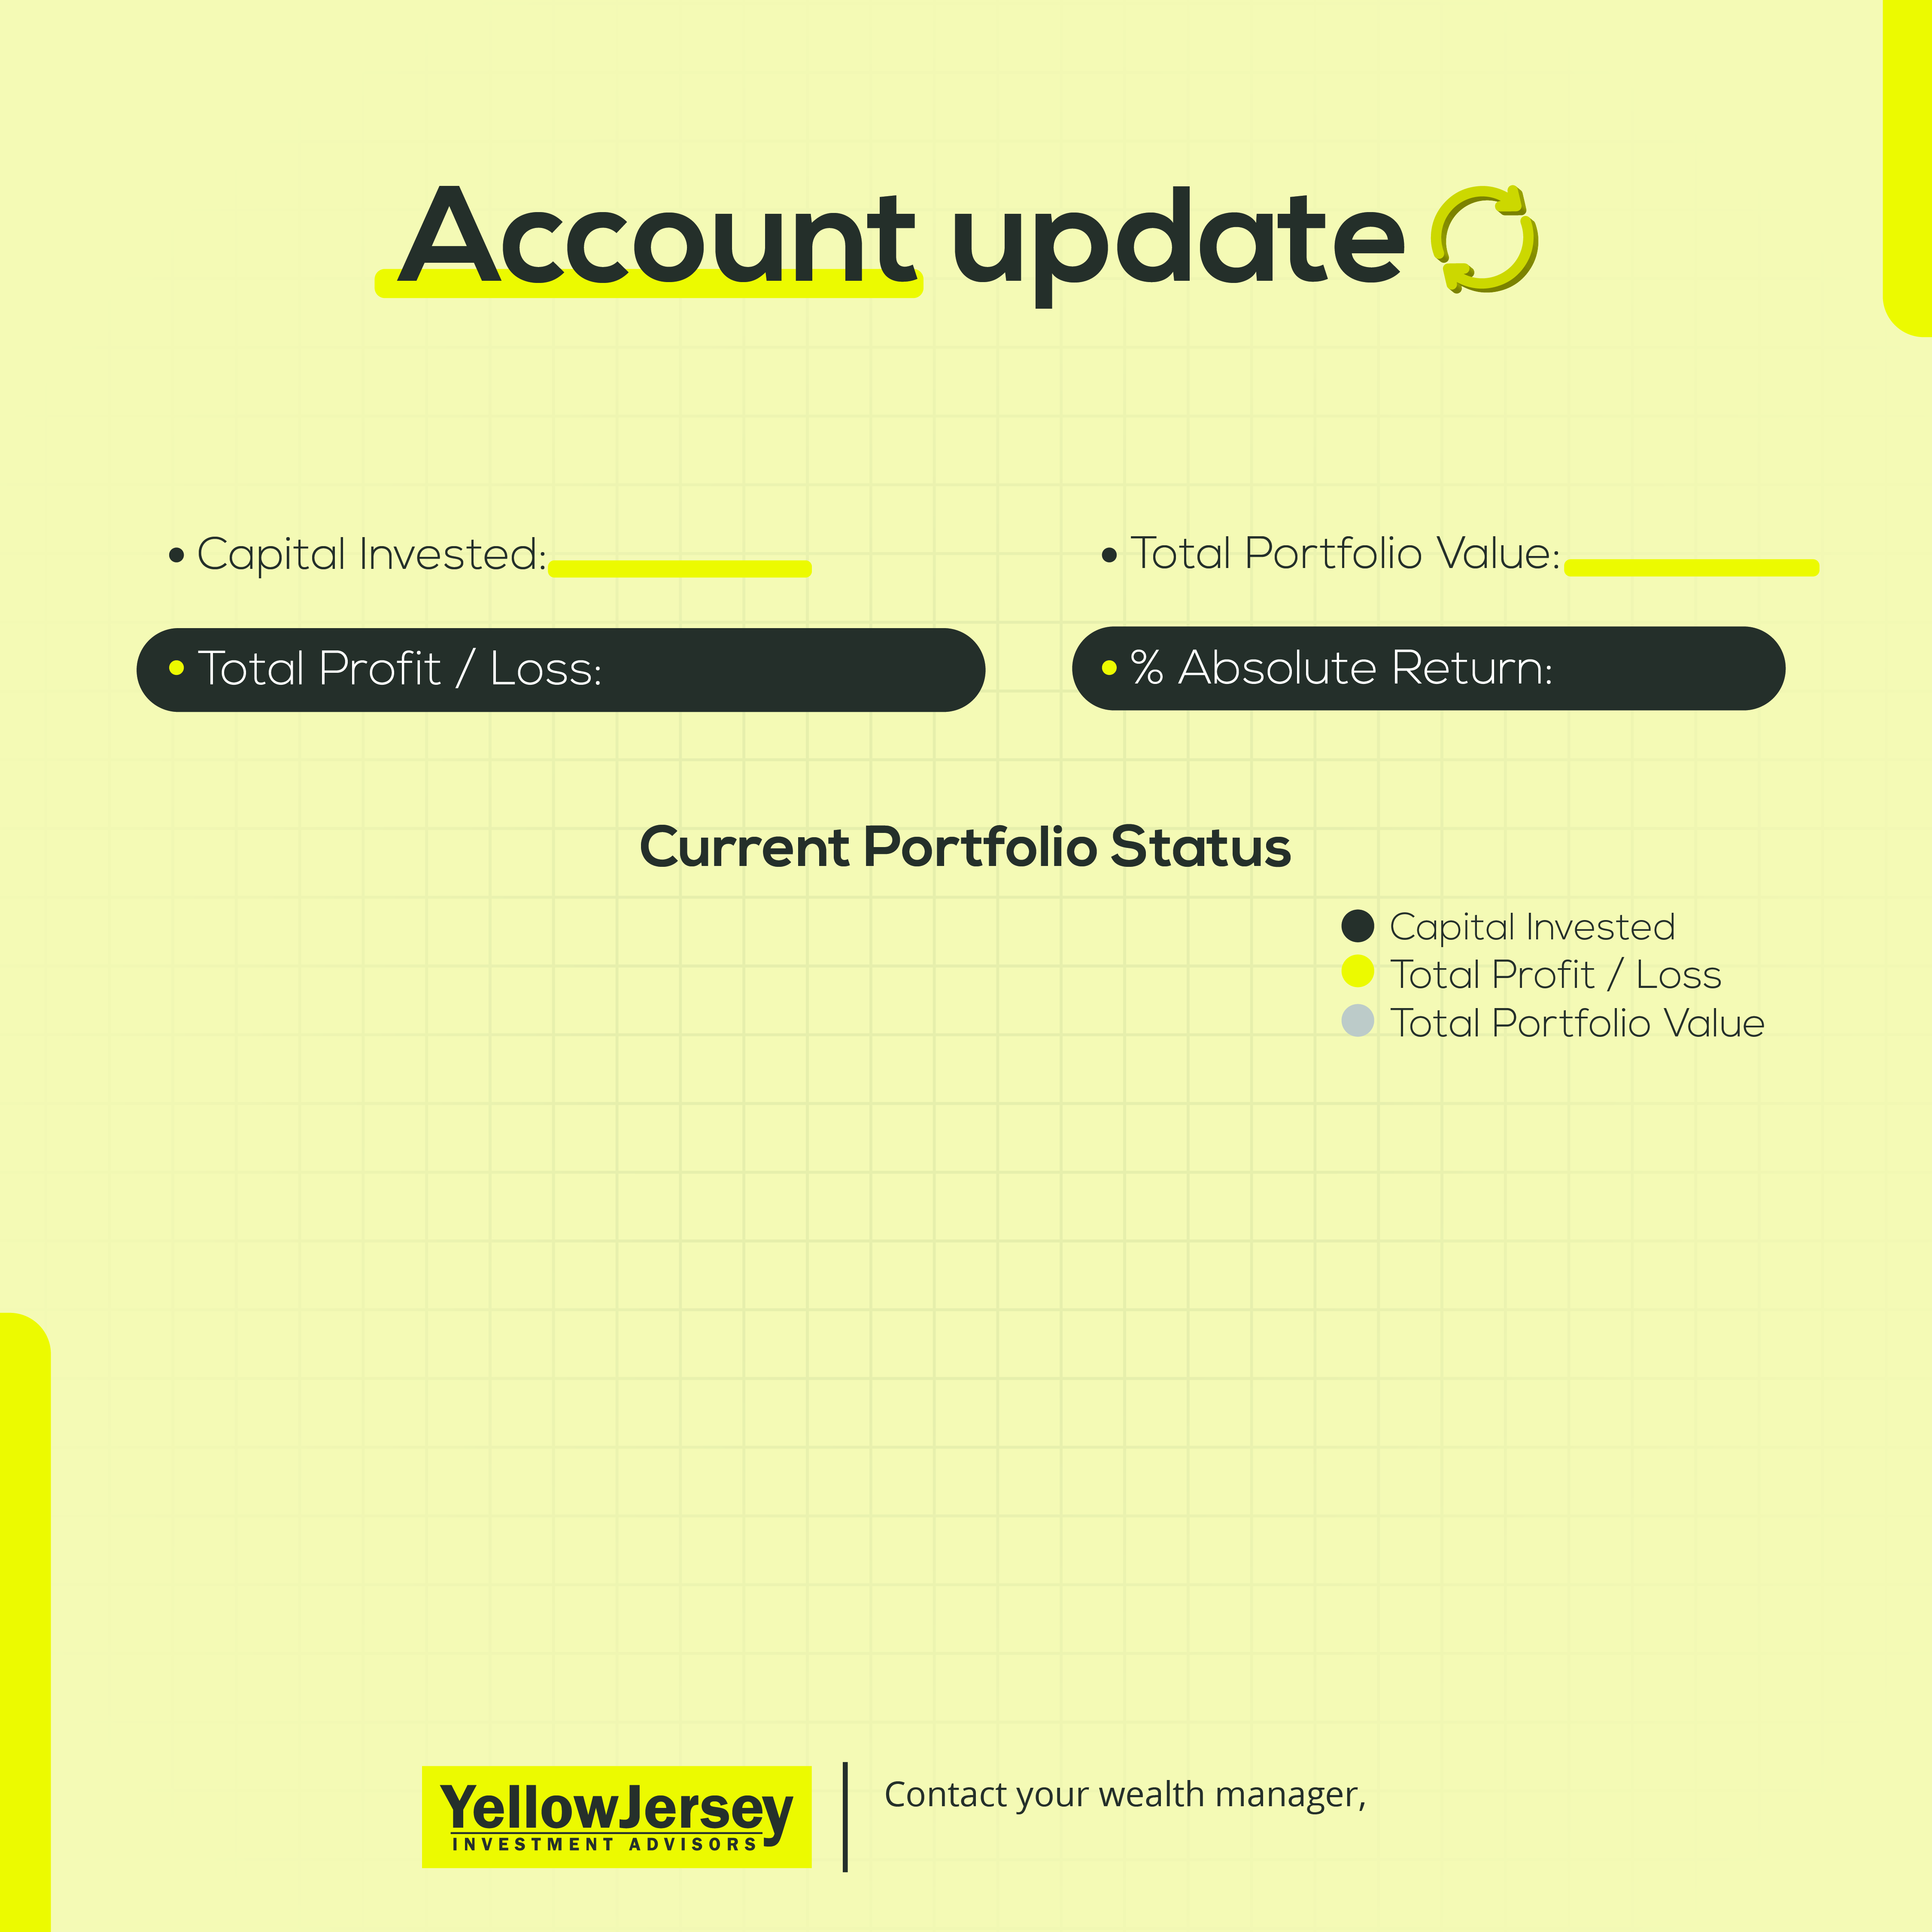 Account update
• Capital Invested:
• Total Portfolio Value:
• Total Profit / Loss:
• % Absolute Return:
Current Portfolio Status
Capital Invested
Total Profit / Loss
Total Portfolio Value
YellowJersey
INVESTMENT ADVISORS
Contact your wealth manager,